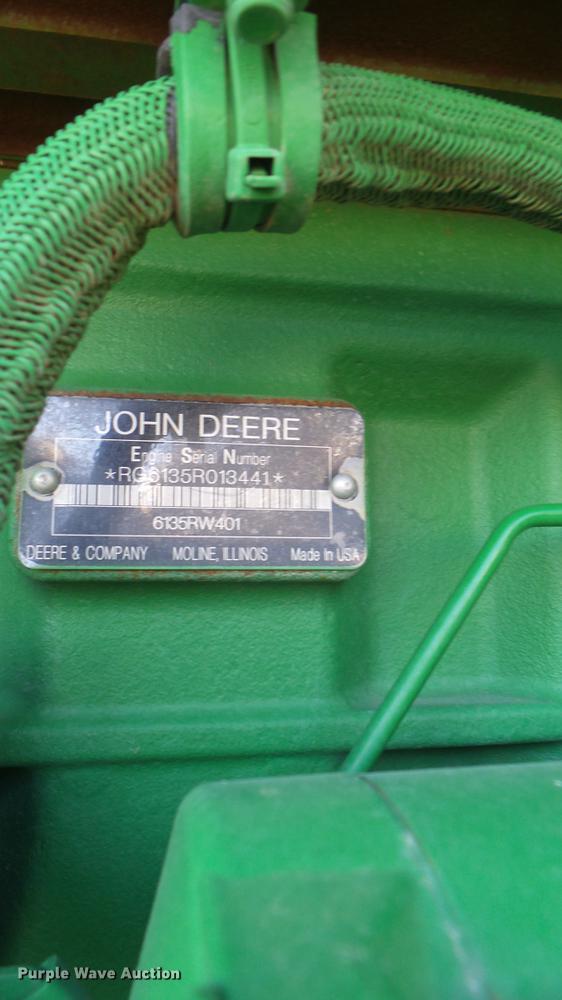 JOHN DEERE
Engine Serial Number
*RG6135R013441*
6135RW401
DEERE & COMPANY MOLINE, ILLINOIS Made In USA
Purple Wave Auction